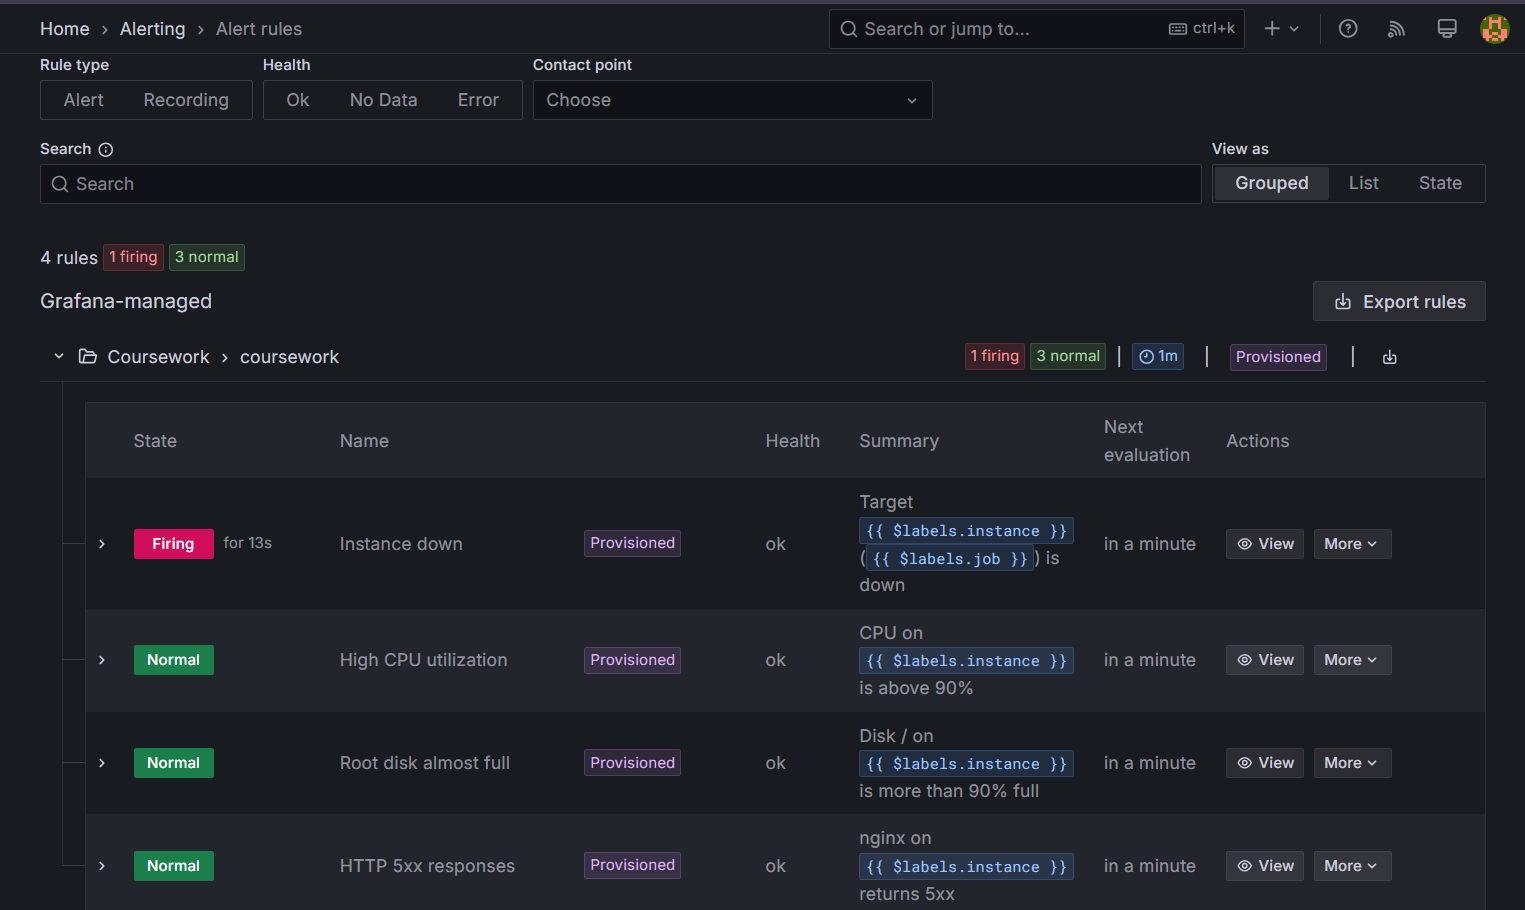 Home › Alerting › Alert rules
Search or jump to... ctrl+k
Rule type Health Contact point
Alert Recording Ok No Data Error Choose
Search View as
Search Grouped List State
4 rules 1 firing 3 normal
Grafana-managed Export rules
Coursework › coursework 1 firing 3 normal | 1m | Provisioned |
State Name Health Summary Next evaluation Actions
Firing for 13s Instance down Provisioned ok
Target
{{ $labels.instance }}
({{ $labels.job }}) is
down
in a minute View More
Normal High CPU utilization Provisioned ok
CPU on
{{ $labels.instance }}
is above 90%
in a minute View More
Normal Root disk almost full Provisioned ok
Disk / on
{{ $labels.instance }}
is more than 90% full
in a minute View More
Normal HTTP 5xx responses Provisioned ok
nginx on
{{ $labels.instance }}
returns 5xx
in a minute View More